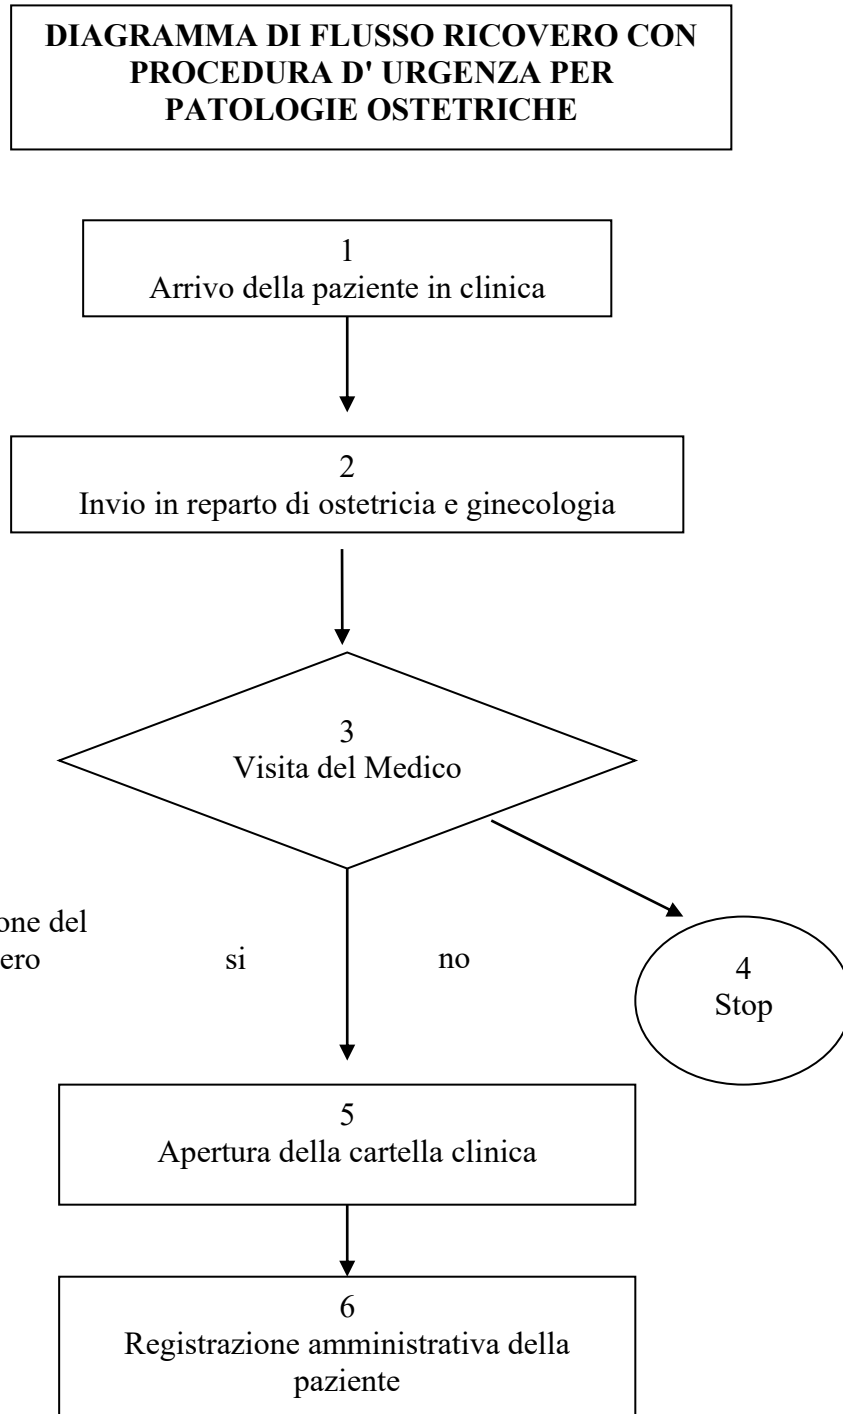 DIAGRAMMA DI FLUSSO RICOVERO CON
PROCEDURA D' URGENZA PER
PATOLOGIE OSTETRICHE
1
Arrivo della paziente in clinica
2
Invio in reparto di ostetricia e ginecologia
3
Visita del Medico
one del
ero
si
no
4
Stop
5
Apertura della cartella clinica
6
Registrazione amministrativa della
paziente